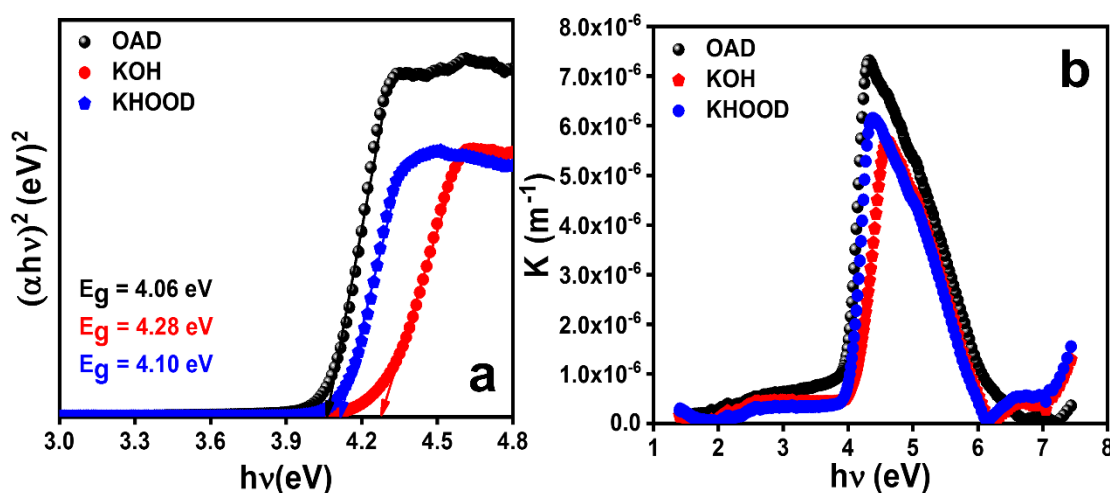 OAD
KOH
KHOOD
a
Eg = 4.06 eV
Eg = 4.28 eV
Eg = 4.10 eV
(αhν)² (eV)²
3.0 3.3 3.6 3.9 4.2 4.5 4.8
hν(eV)
OAD
KOH
KHOOD
b
K (m⁻¹)
8.0x10⁻⁶
7.0x10⁻⁶
6.0x10⁻⁶
5.0x10⁻⁶
4.0x10⁻⁶
3.0x10⁻⁶
2.0x10⁻⁶
1.0x10⁻⁶
0.0
1 2 3 4 5 6 7 8
hν (eV)